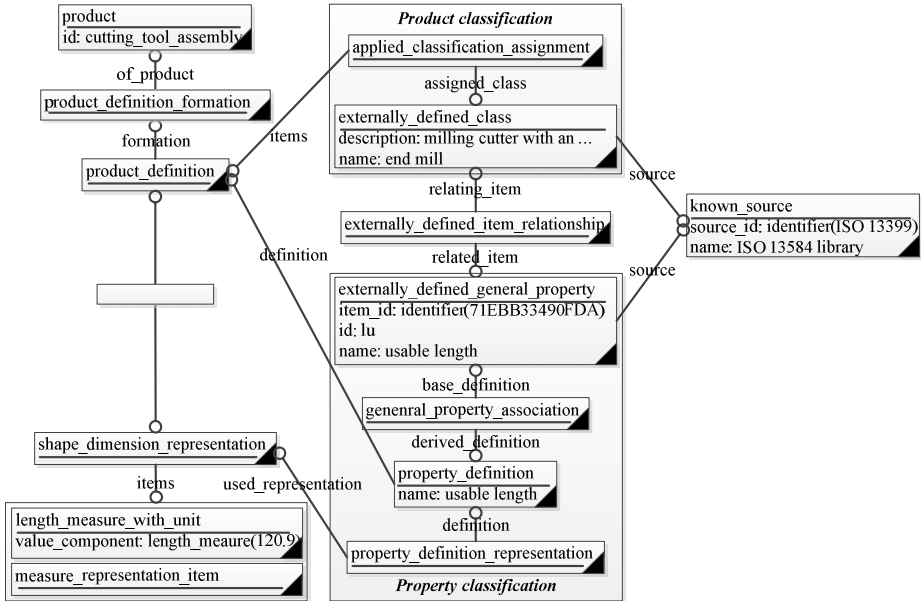 product
id: cutting_tool_assembly
of_product
product_definition_formation
formation
product_definition
items
definition
Product classification
applied_classification_assignment
assigned_class
externally_defined_class
description: milling cutter with an ...
name: end mill
relating_item
externally_defined_item_relationship
related_item
source
known_source
source_id: identifier(ISO 13399)
name: ISO 13584 library
source
externally_defined_general_property
item_id: identifier(71EBB33490FDA)
id: lu
name: usable length
base_definition
genenral_property_association
derived_definition
property_definition
name: usable length
definition
property_definition_representation
Property classification
shape_dimension_representation
items
used_representation
length_measure_with_unit
value_component: length_meaure(120.9)
measure_representation_item